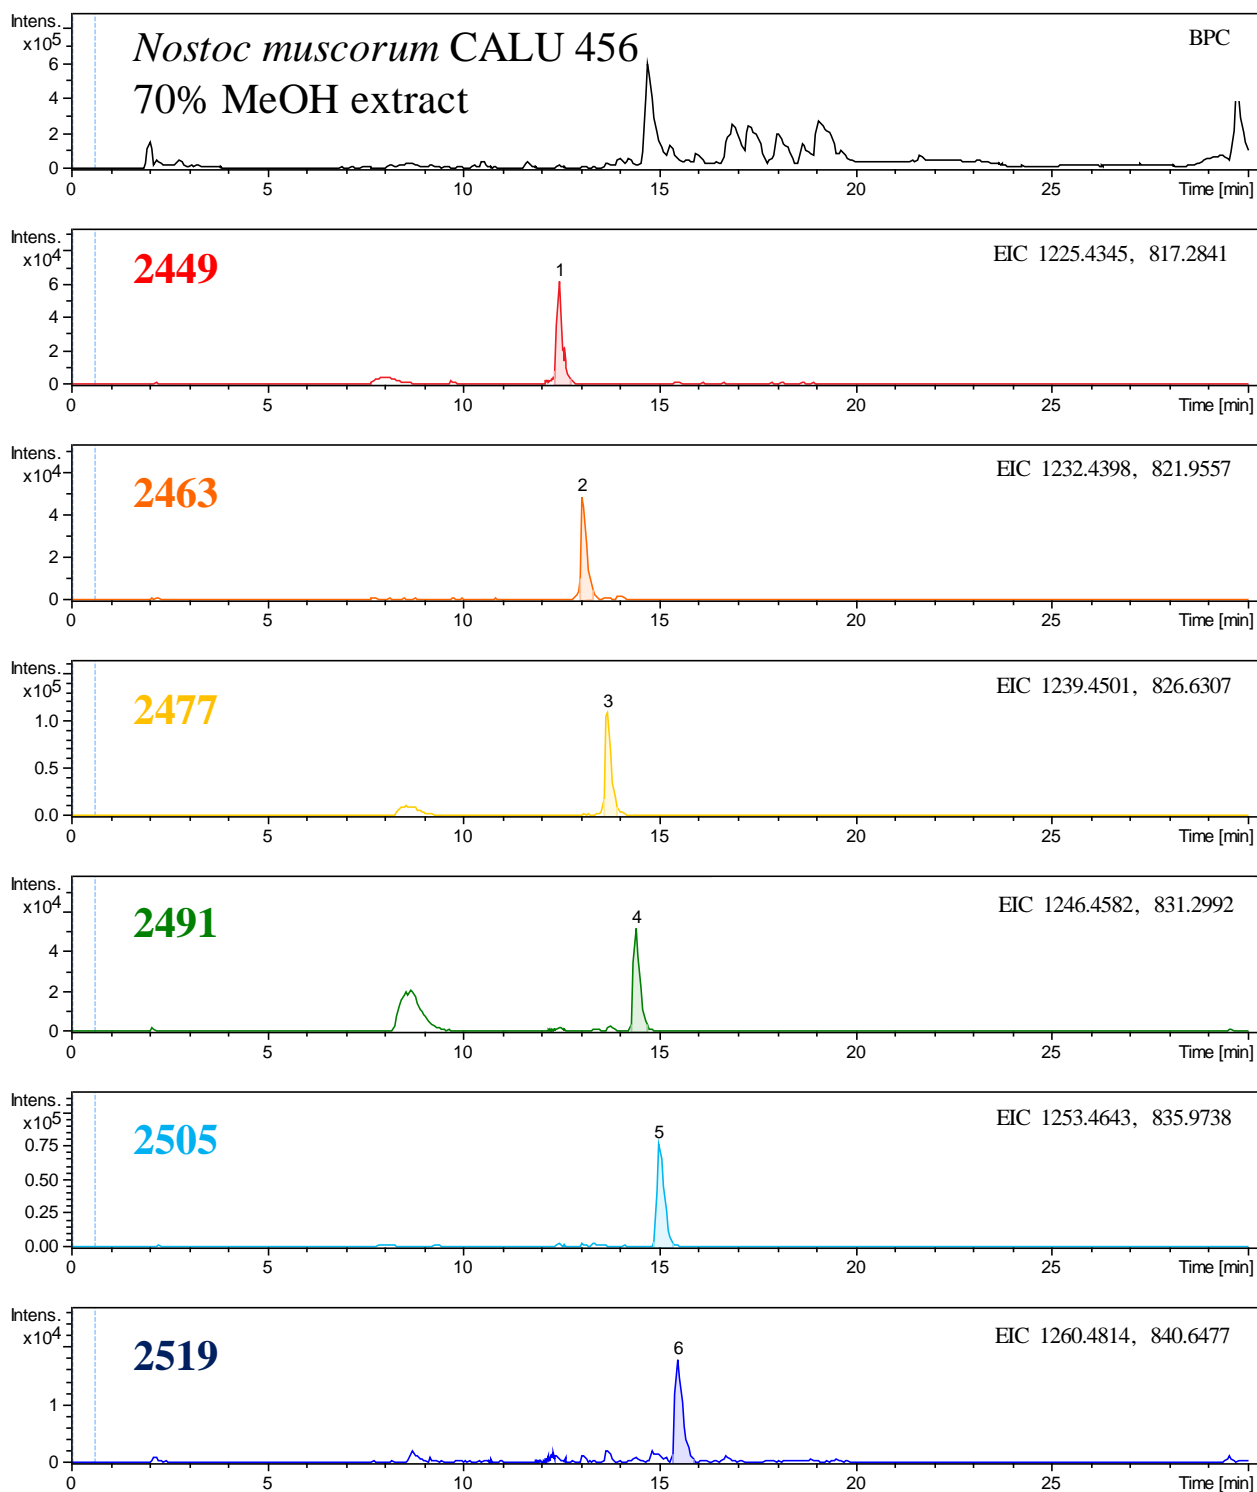 Intens.
x10^5
Nostoc muscorum CALU 456
BPC
70% MeOH extract
6
4
2
0
0 5 10 15 20 25 Time [min]
Intens.
x10^4
2449
EIC 1225.4345, 817.2841
1
6
4
2
0
0 5 10 15 20 25 Time [min]
Intens.
x10^4
2463
EIC 1232.4398, 821.9557
2
4
2
0
0 5 10 15 20 25 Time [min]
Intens.
x10^5
2477
EIC 1239.4501, 826.6307
3
1.0
0.5
0.0
0 5 10 15 20 25 Time [min]
Intens.
x10^4
2491
EIC 1246.4582, 831.2992
4
4
2
0
0 5 10 15 20 25 Time [min]
Intens.
x10^5
2505
EIC 1253.4643, 835.9738
5
0.75
0.50
0.25
0.00
0 5 10 15 20 25 Time [min]
Intens.
x10^4
2519
EIC 1260.4814, 840.6477
6
1
0
0 5 10 15 20 25 Time [min]